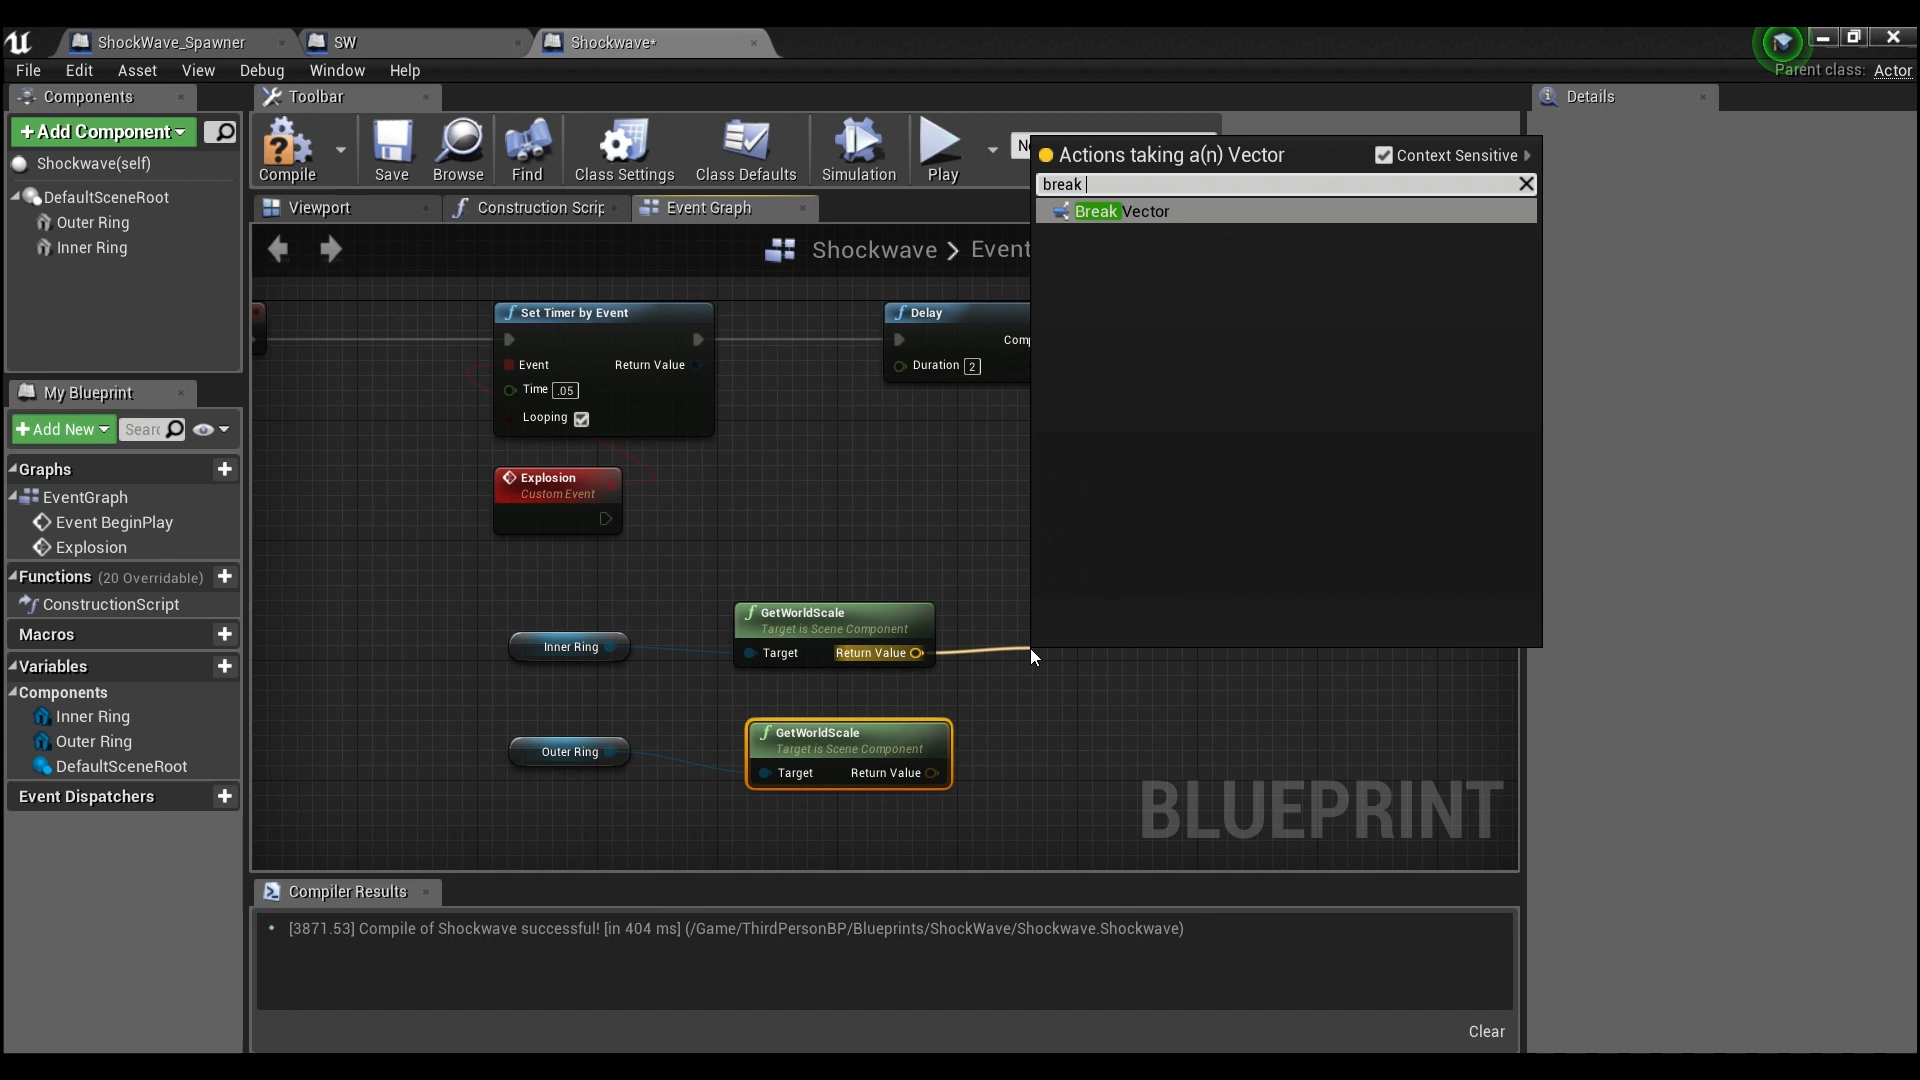 ShockWave_Spawner
SW
Shockwave*
File Edit Asset View Debug Window Help
Parent class: Actor
Components
Toolbar
Details
+Add Component
Shockwave(self)
DefaultSceneRoot
Outer Ring
Inner Ring
Compile
Save
Browse
Find
Class Settings
Class Defaults
Simulation
Play
Actions taking a(n) Vector
Context Sensitive
break
Break Vector
Viewport
Construction Scrip
Event Graph
Shockwave > Event
My Blueprint
+Add New
Graphs
EventGraph
Event BeginPlay
Explosion
Functions (20 Overridable)
ConstructionScript
Macros
Variables
Components
Inner Ring
Outer Ring
DefaultSceneRoot
Event Dispatchers
Set Timer by Event
Event
Return Value
Time .05
Looping
Delay
Duration 2
Explosion
Custom Event
Inner Ring
GetWorldScale
Target is Scene Component
Target
Return Value
Outer Ring
GetWorldScale
Target is Scene Component
Target
Return Value
BLUEPRINT
Compiler Results
[3871.53] Compile of Shockwave successful! [in 404 ms] (/Game/ThirdPersonBP/Blueprints/ShockWave/Shockwave.Shockwave)
Clear